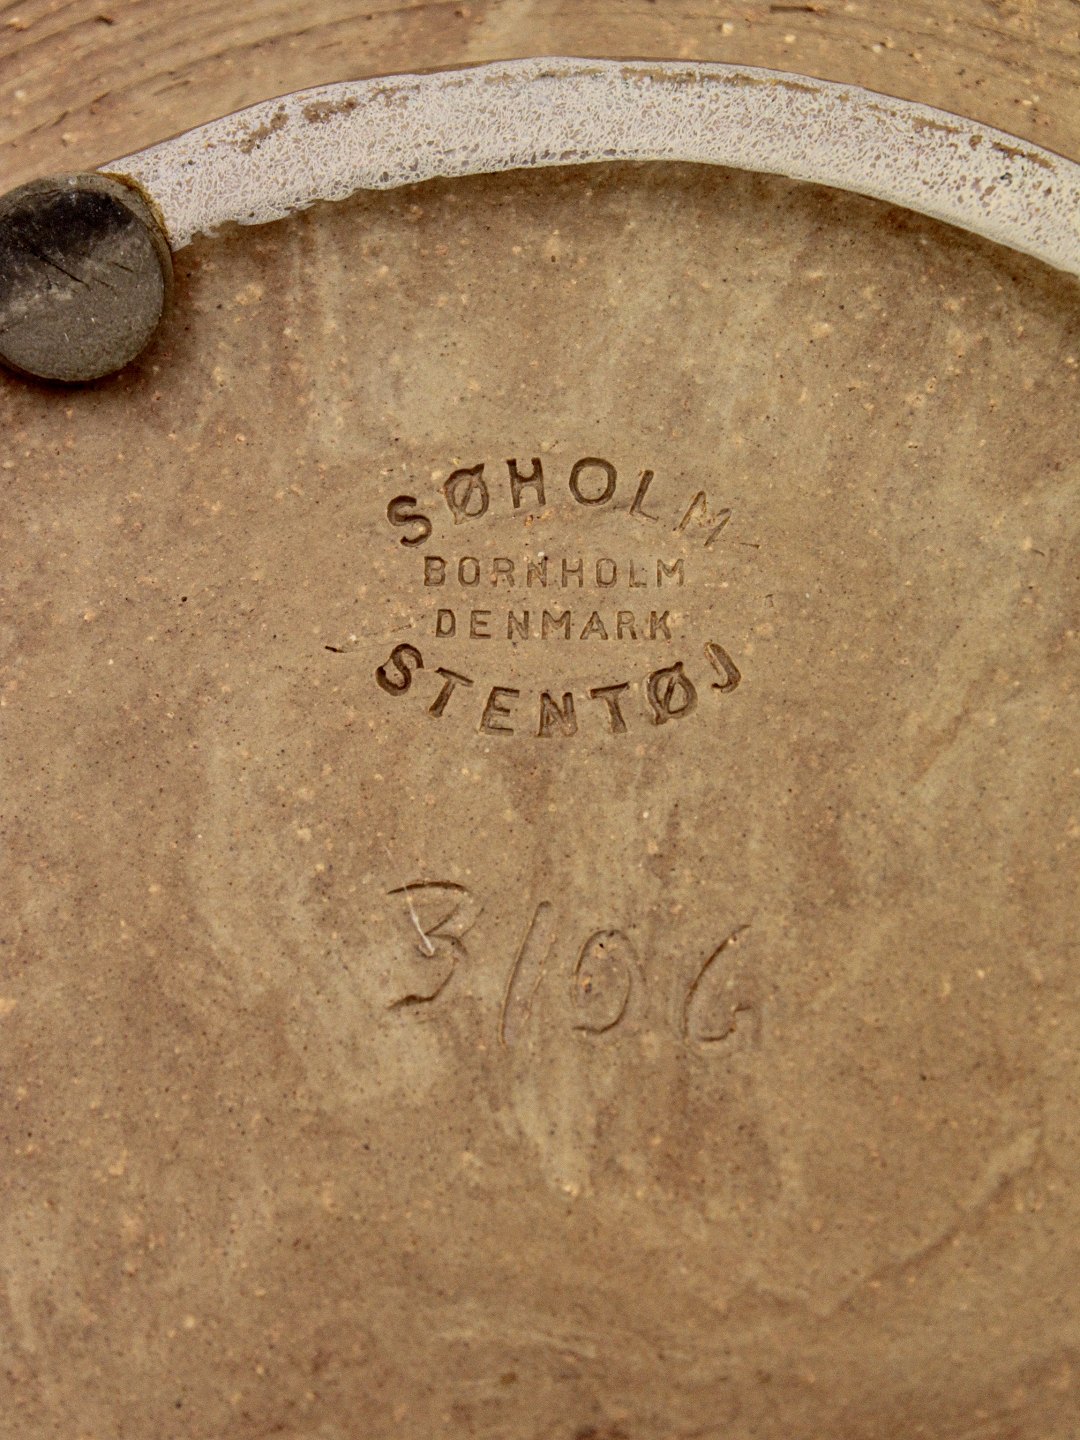 SØHOLM
BORNHOLM
DENMARK
STENTØJ
3106